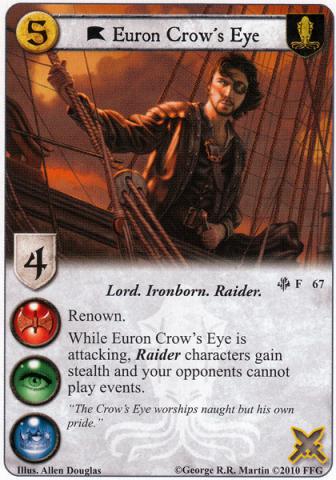 5 Euron Crow's Eye
4
Lord. Ironborn. Raider.
F 67
Renown.
While Euron Crow's Eye is
attacking, Raider characters gain
stealth and your opponents cannot
play events.
"The Crow's Eye worships naught but his own
pride."
Illus. Allen Douglas
©George R.R. Martin ©2010 FFG